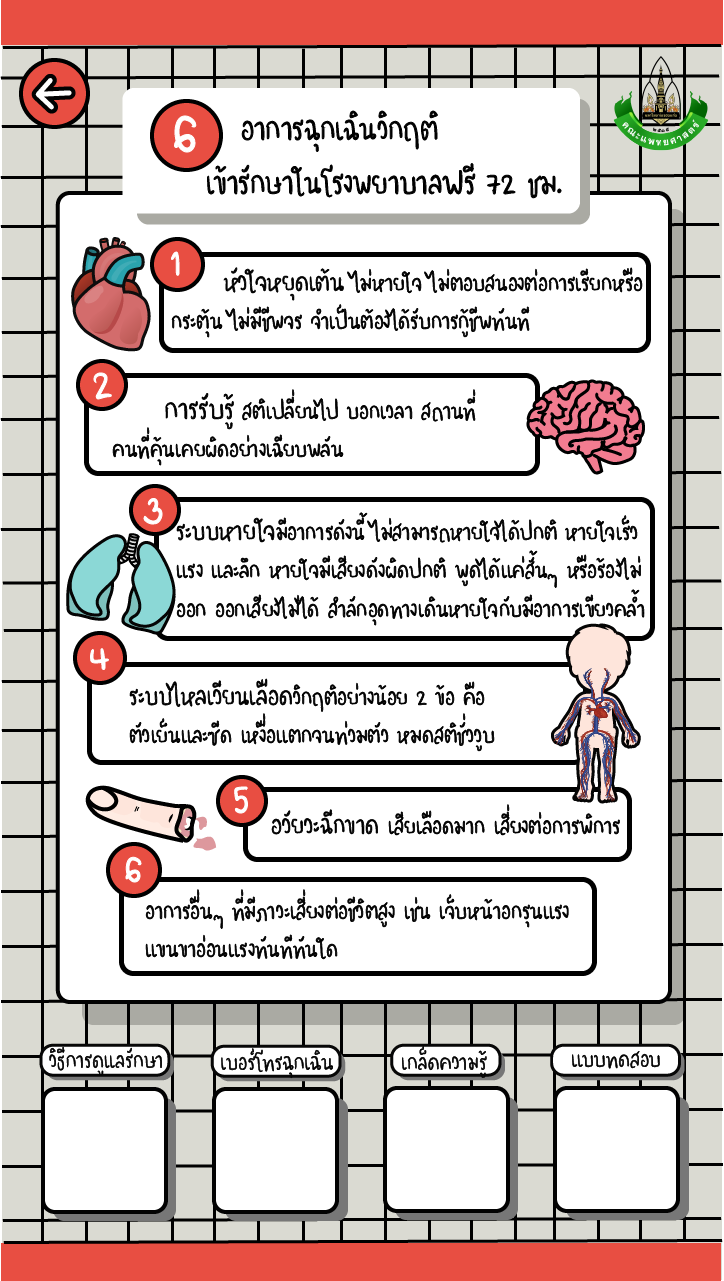 6 อาการฉุกเฉินวิกฤติ
เข้ารักษาในโรงพยาบาลฟรี 72 ชม.
คณะแพทยศาสตร์
1
หัวใจหยุดเต้น ไม่หายใจ ไม่ตอบสนองต่อการเรียกหรือ
กระตุ้น ไม่มีชีพจร จำเป็นต้องได้รับการกู้ชีพทันที
2
การรับรู้ สติเปลี่ยนไป บอกเวลา สถานที่
คนที่คุ้นเคยผิดอย่างเฉียบพลัน
3
ระบบหายใจมีอาการดังนี้ ไม่สามารถหายใจได้ปกติ หายใจเร็ว
แรง และลึก หายใจมีเสียงดังผิดปกติ พูดได้แค่สั้นๆ หรือร้องไม่
ออก ออกเสียงไม่ได้ สำลักอุดทางเดินหายใจกับมีอาการเขียวคล้ำ
4
ระบบไหลเวียนเลือดวิกฤติอย่างน้อย 2 ข้อ คือ
ตัวเย็นและซีด เหงื่อแตกจนท่วมตัว หมดสติชั่ววูบ
5
อวัยวะฉีกขาด เสียเลือดมาก เสี่ยงต่อการพิการ
6
อาการอื่นๆ ที่มีภาวะเสี่ยงต่อชีวิตสูง เช่น เจ็บหน้าอกรุนแรง
แขนขาอ่อนแรงทันทีทันใด
วิธีการดูแลรักษา
เบอร์โทรฉุกเฉิน
เกล็ดความรู้
แบบทดสอบ